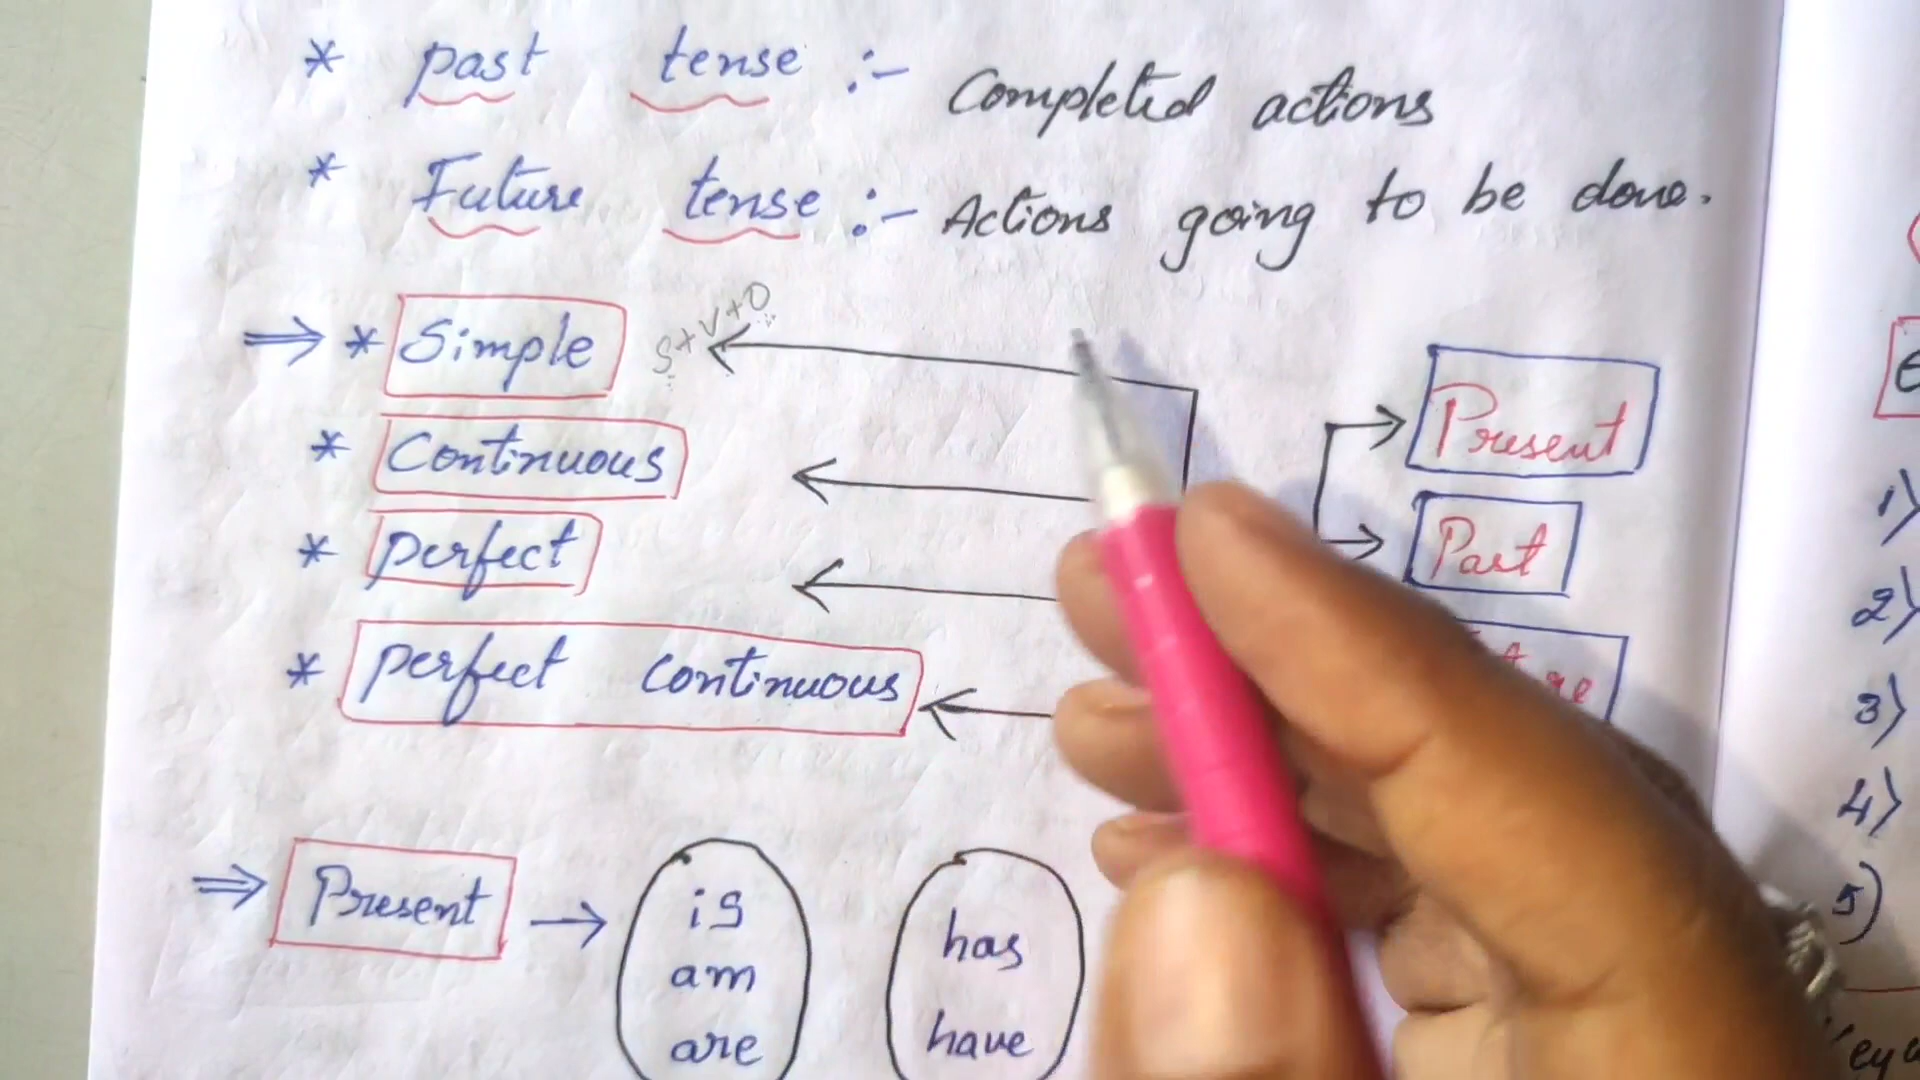 * past tense :- Completed actions
* Future tense :- Actions going to be done.
⇒ * Simple S+V+O
* Continuous
* perfect
* perfect continuous
Present
Past
⇒ Present → is am are
has have
1)
2)
3)
4)
5)